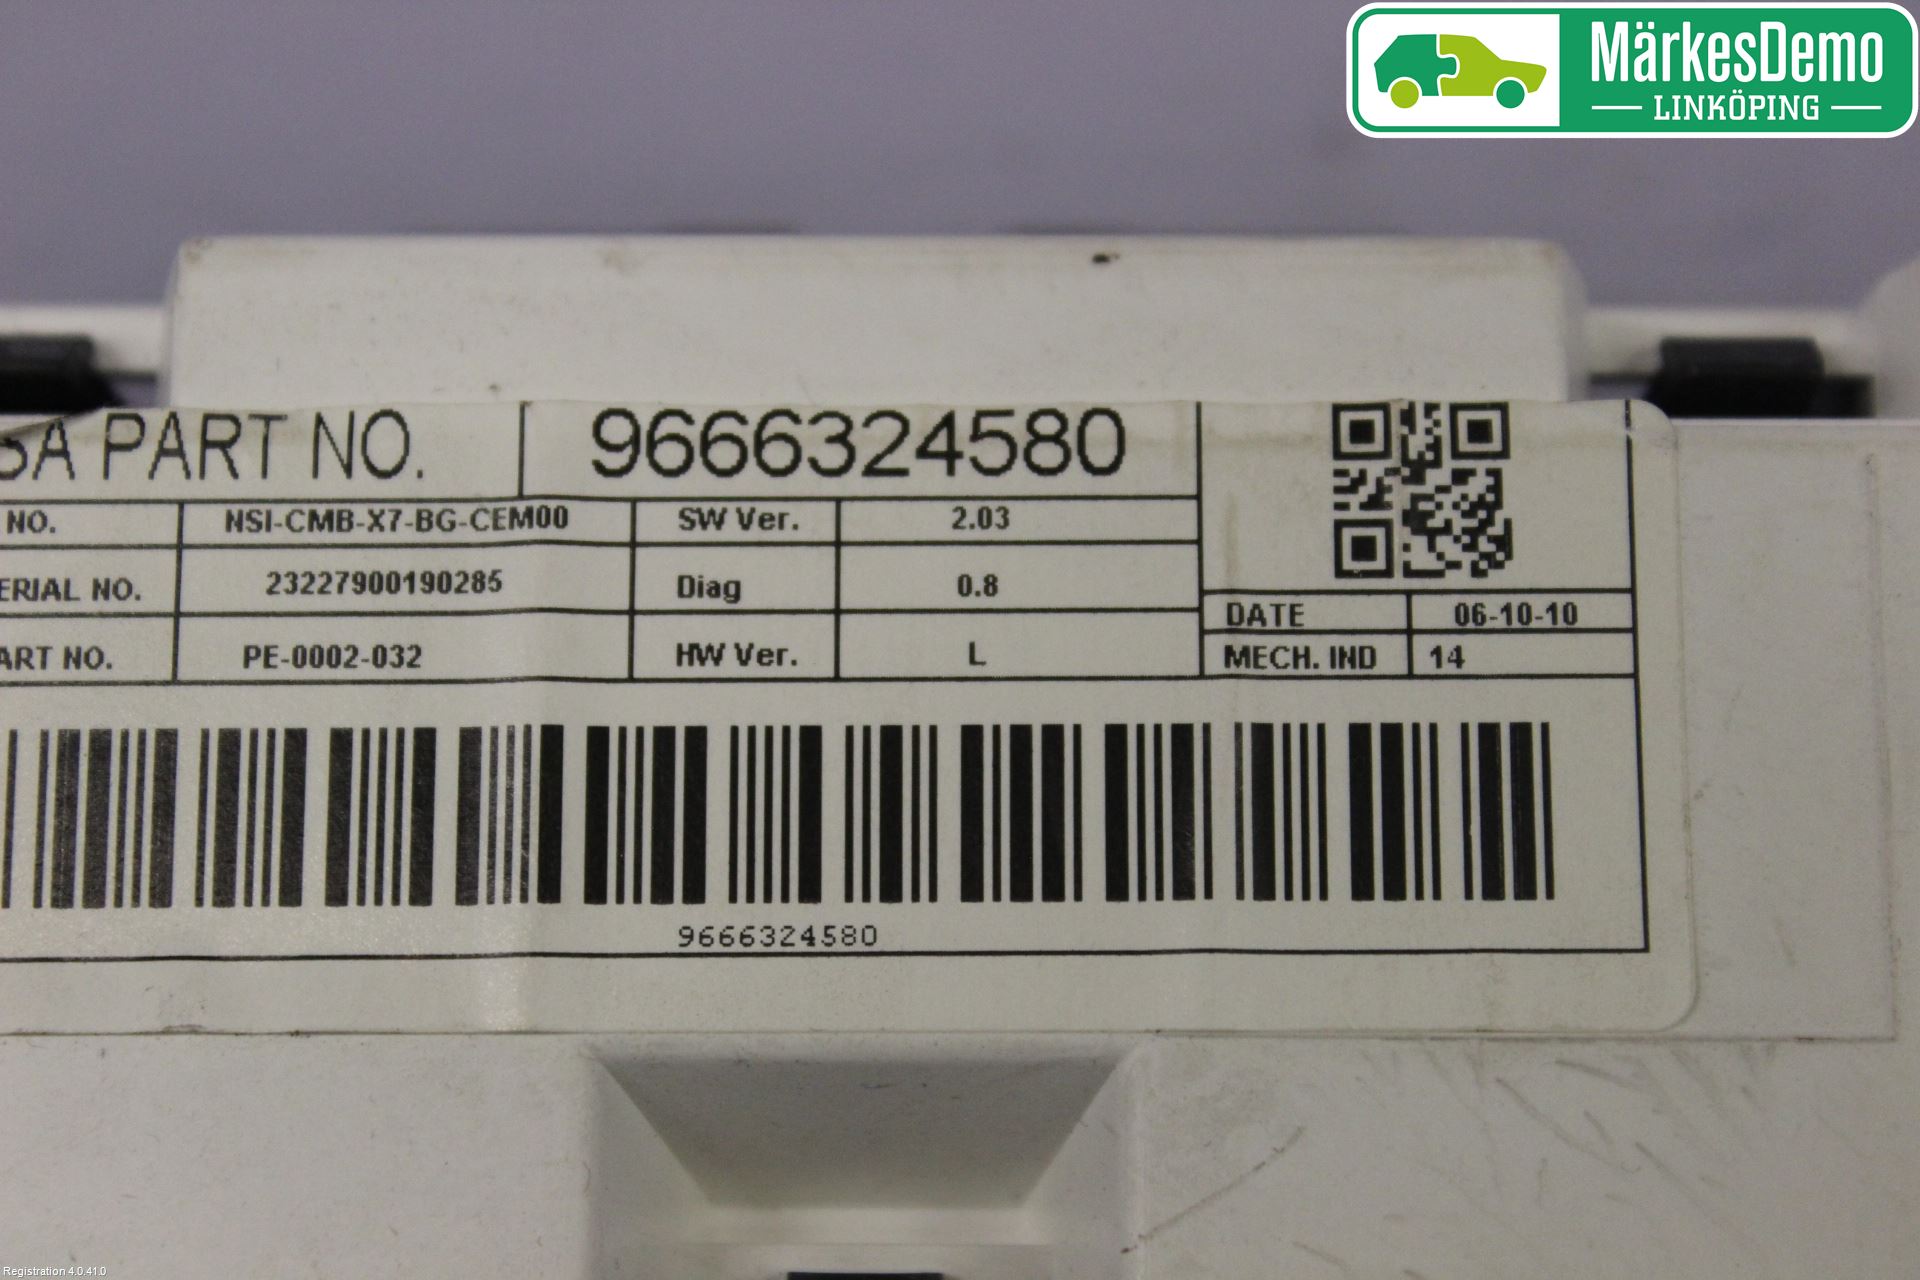 MärkesDemo
LINKÖPING
SA PART NO. 9666324580
NO. NSI-CMB-X7-BG-CEM00 SW Ver. 2.03
ERIAL NO. 23227900190285 Diag 0.8
DATE 06-10-10
ART NO. PE-0002-032 HW Ver. L MECH. IND 14
9666324580
Registration 4.0.41.0